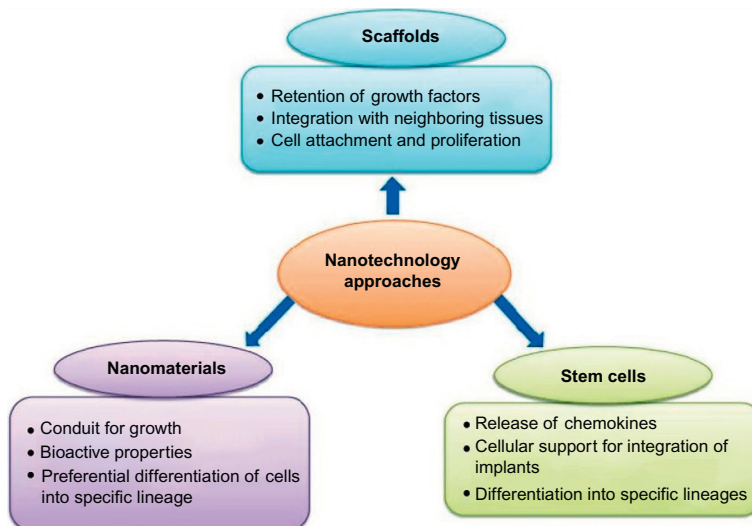 Scaffolds
• Retention of growth factors
• Integration with neighboring tissues
• Cell attachment and proliferation
Nanotechnology
approaches
Nanomaterials
• Conduit for growth
• Bioactive properties
• Preferential differentiation of cells
into specific lineage
Stem cells
• Release of chemokines
• Cellular support for integration of
implants
• Differentiation into specific lineages